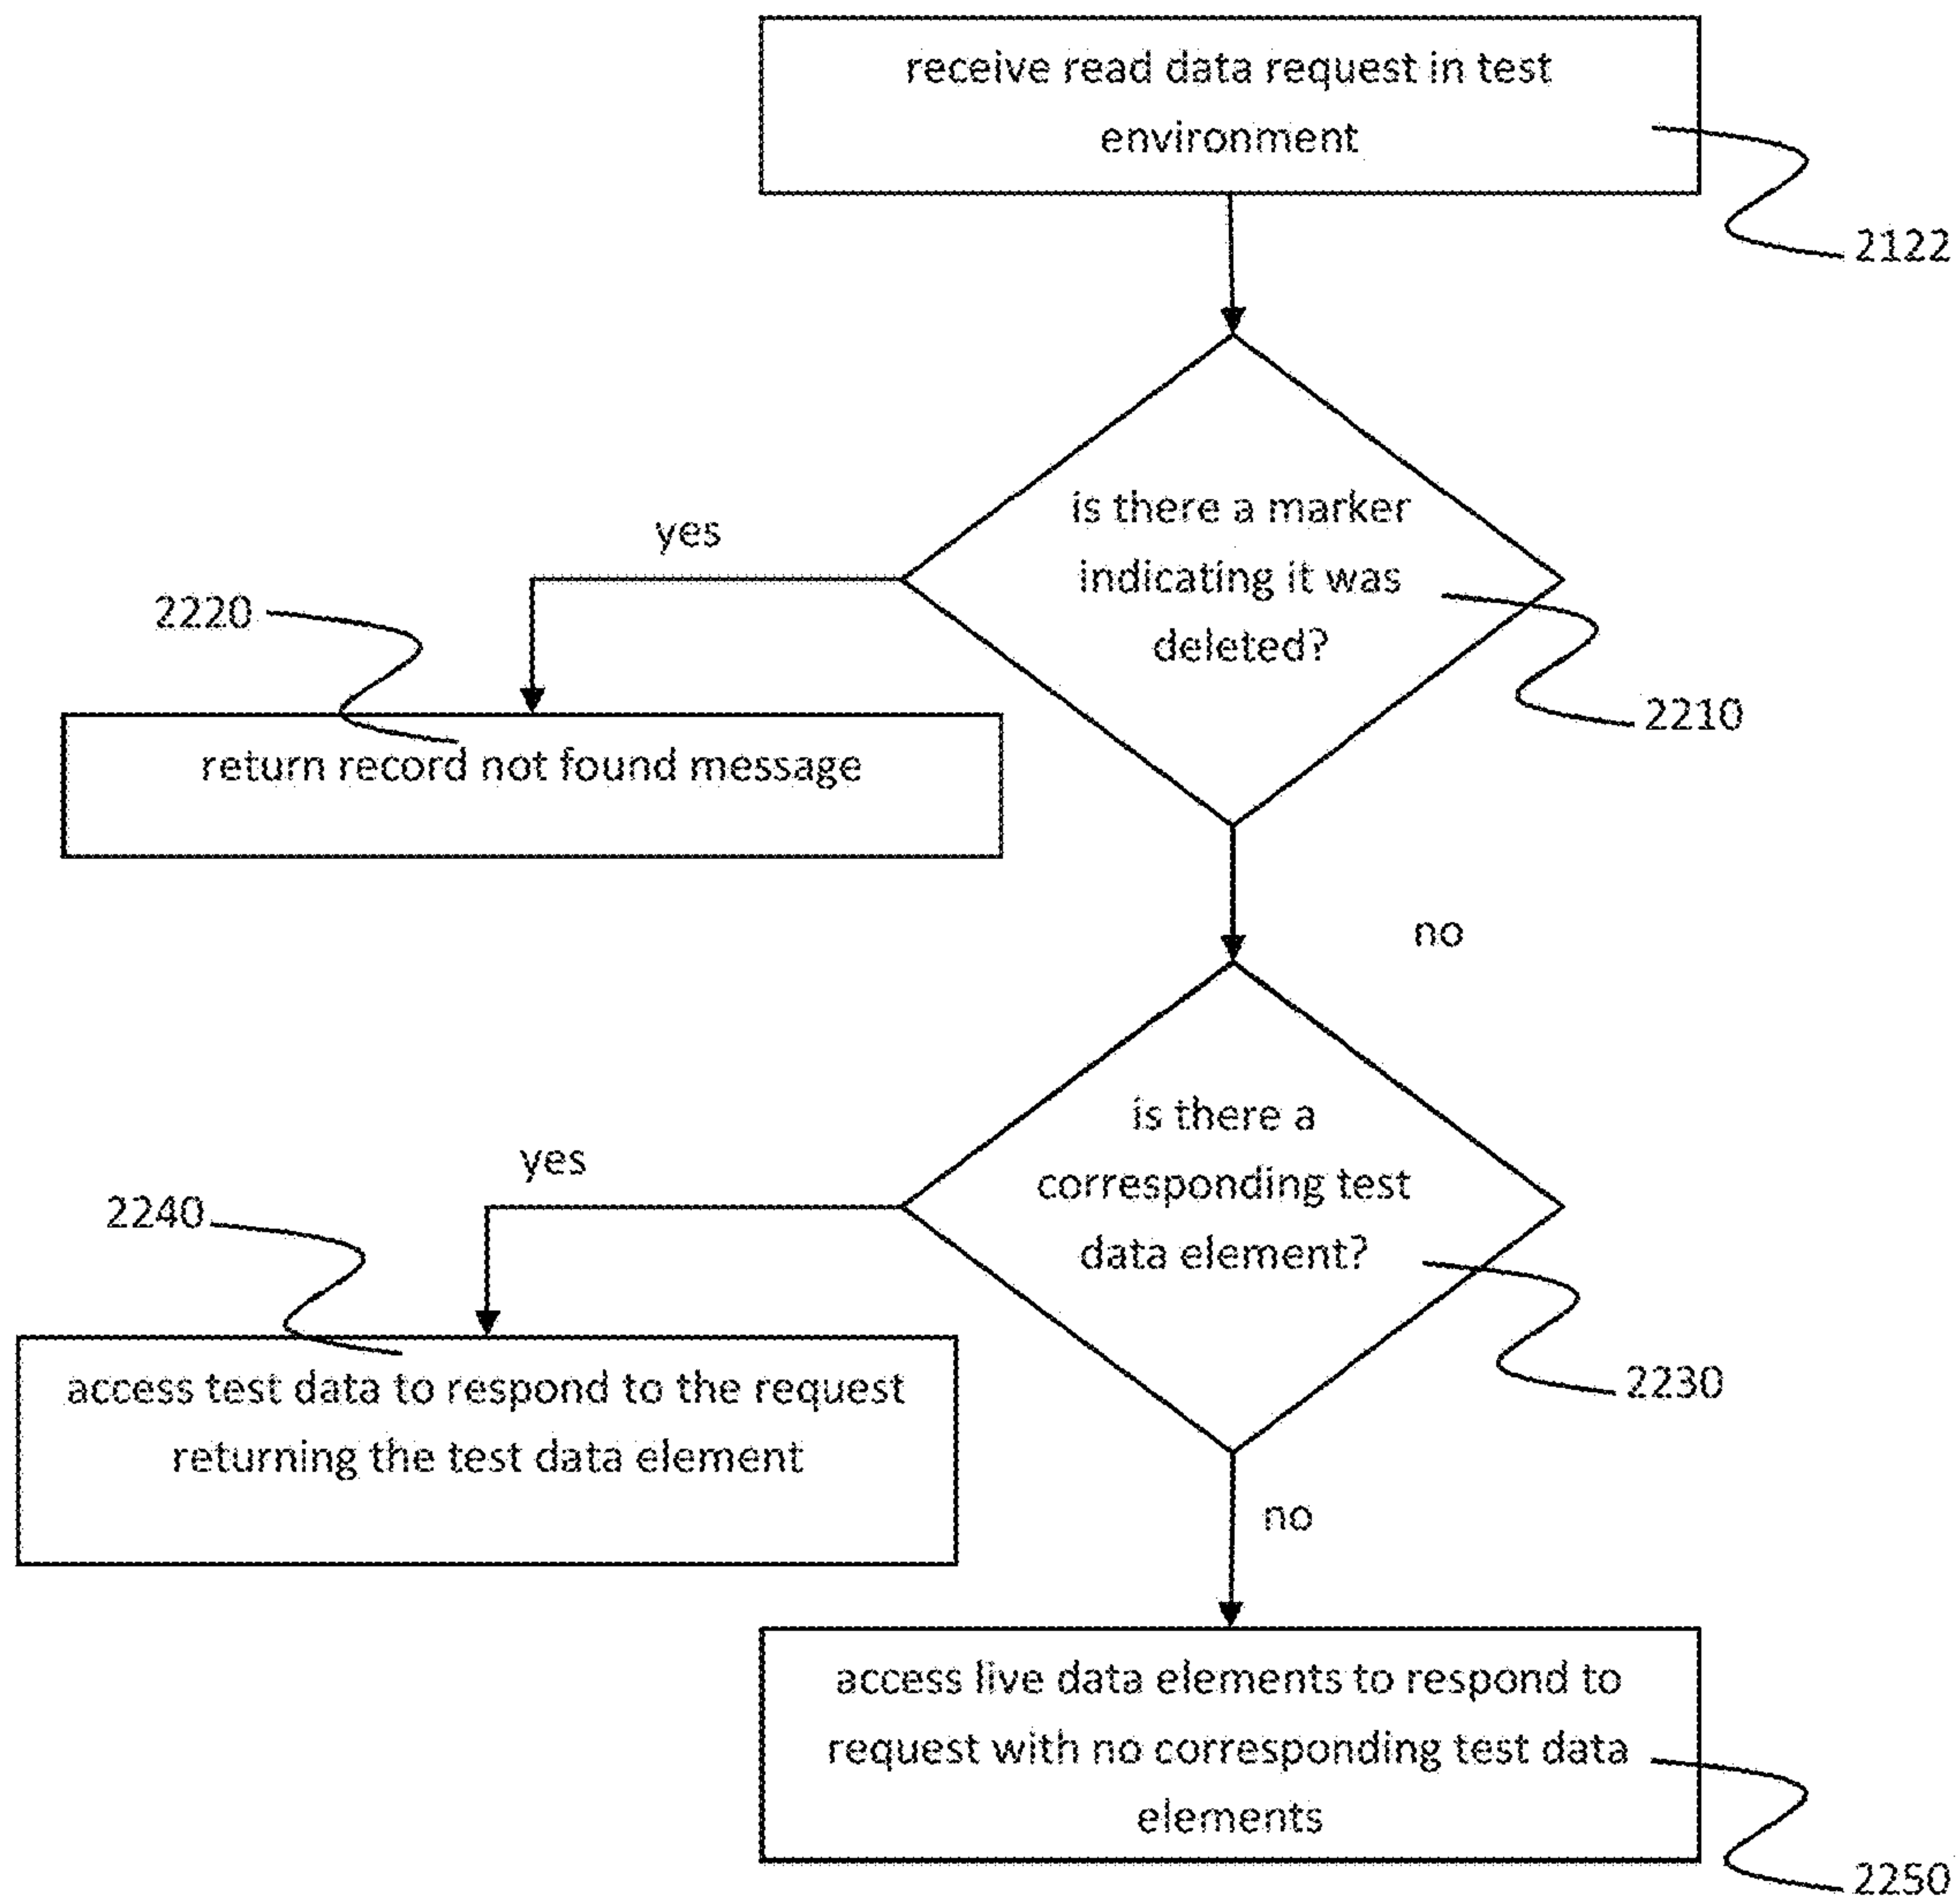 receive read data request in test
environment
2122
is there a marker
indicating it was
deleted?
2210
yes
2220
return record not found message
no
is there a
corresponding test
data element?
2230
yes
2240
access test data to respond to the request
returning the test data element
no
access live data elements to respond to
request with no corresponding test data
elements
2250